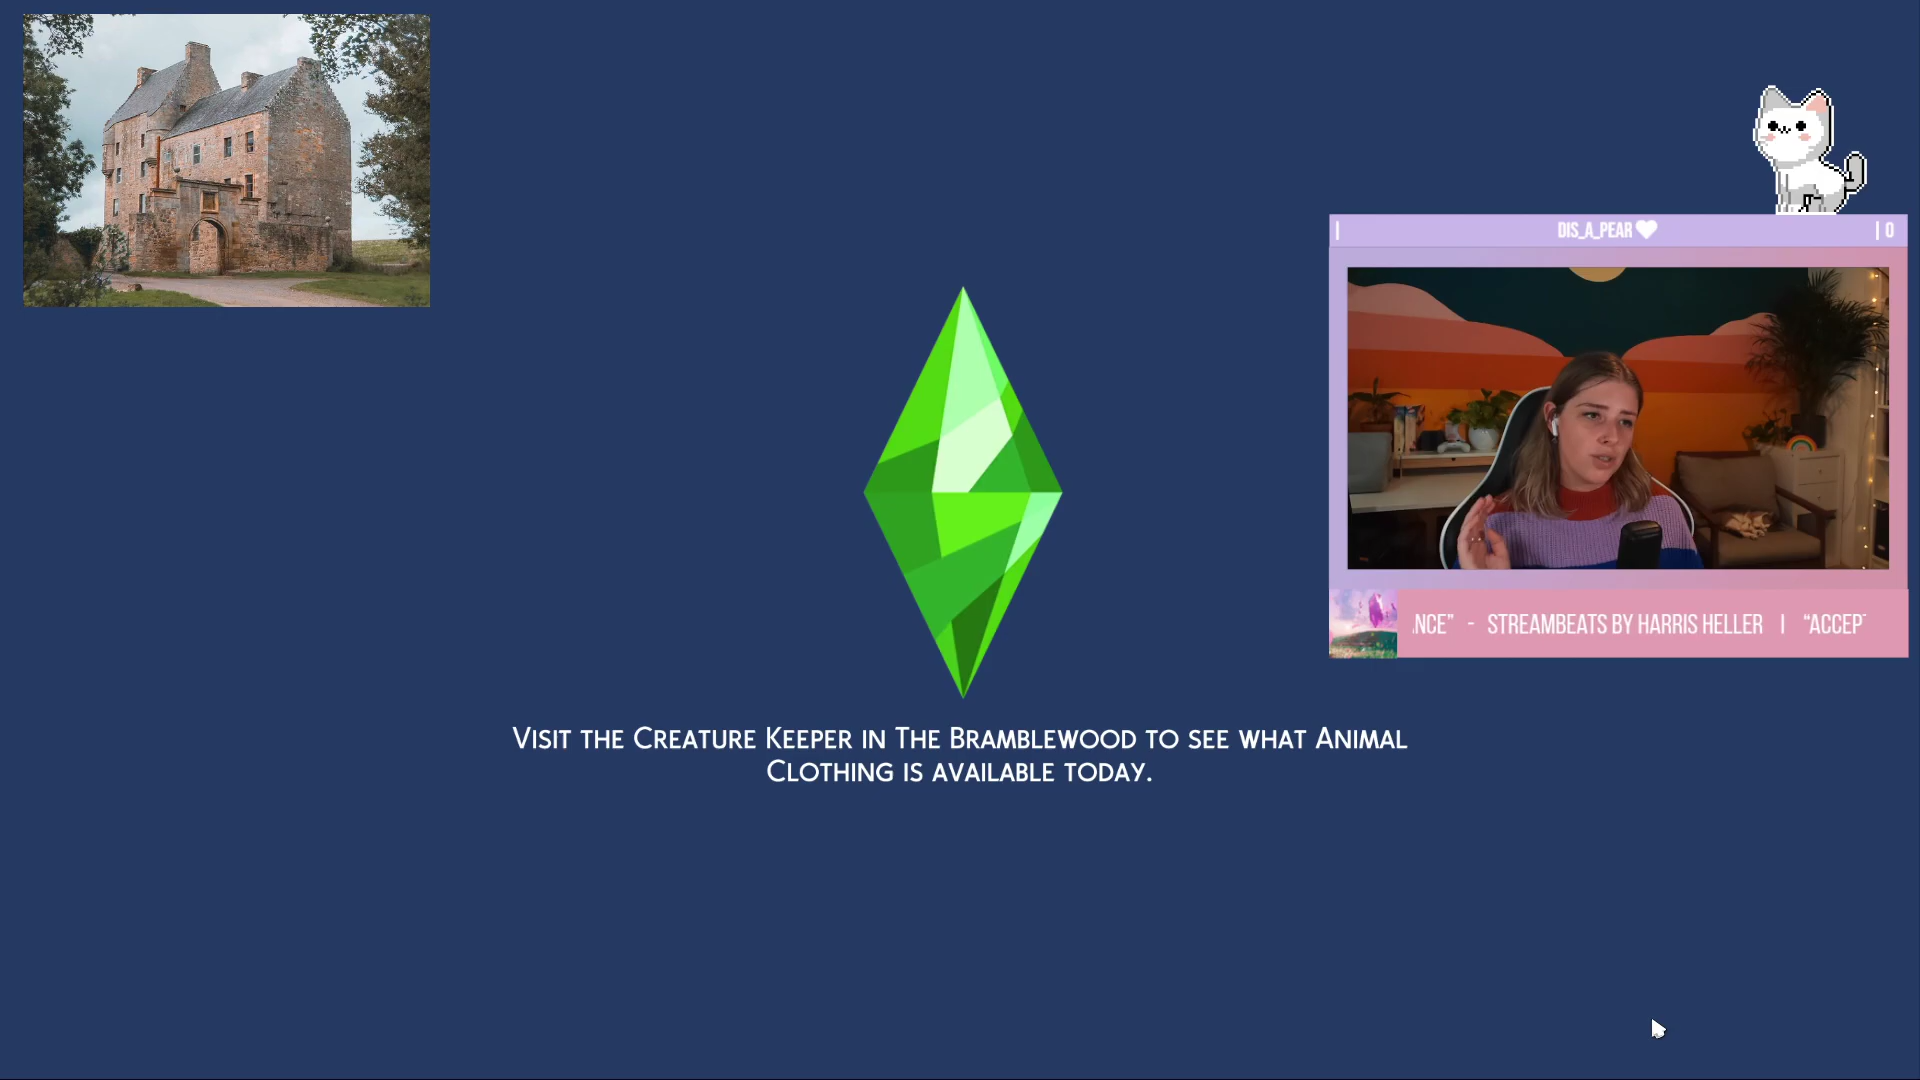 | DIS_A_PEAR | 0
NCE" - STREAMBEATS BY HARRIS HELLER | "ACCEP
VISIT THE CREATURE KEEPER IN THE BRAMBLEWOOD TO SEE WHAT ANIMAL
CLOTHING IS AVAILABLE TODAY.